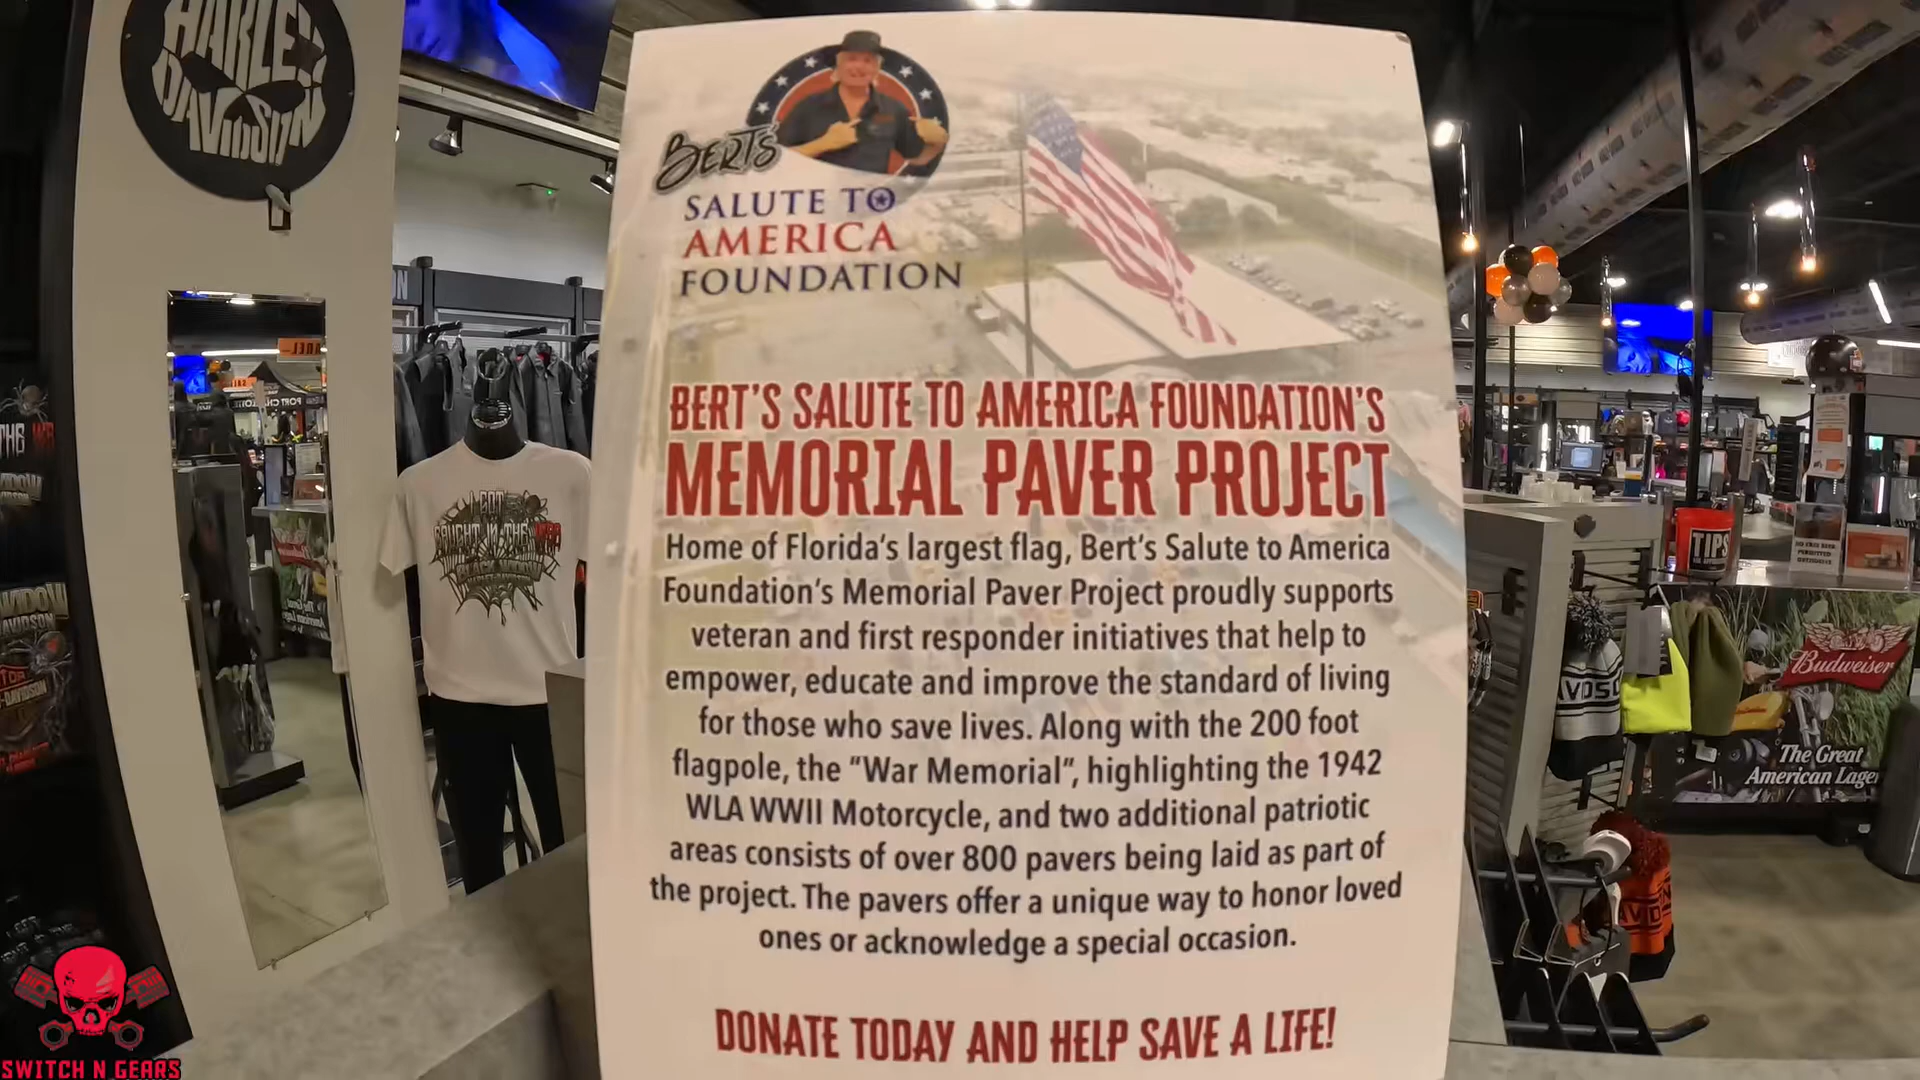 HARLEY
DAVIDSON
BERT'S
SALUTE TO
AMERICA
FOUNDATION
BERT'S SALUTE TO AMERICA FOUNDATION'S
MEMORIAL PAVER PROJECT
Home of Florida's largest flag, Bert's Salute to America
Foundation's Memorial Paver Project proudly supports
veteran and first responder initiatives that help to
empower, educate and improve the standard of living
for those who save lives. Along with the 200 foot
flagpole, the "War Memorial", highlighting the 1942
WLA WWII Motorcycle, and two additional patriotic
areas consists of over 800 pavers being laid as part of
the project. The pavers offer a unique way to honor loved
ones or acknowledge a special occasion.
DONATE TODAY AND HELP SAVE A LIFE!
I GOT
CAUGHT IN THE WEB
TIPS
Budweiser
The Great
American Lager
SWITCH N GEARS